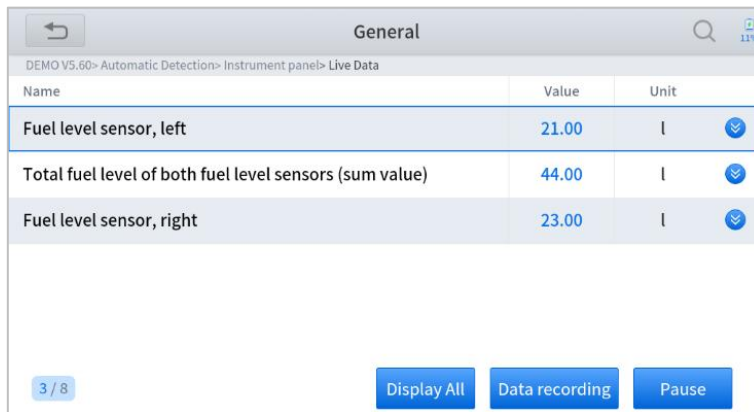 General
11%
DEMO V5.60> Automatic Detection> Instrument panel> Live Data
Name Value Unit
Fuel level sensor, left 21.00 l
Total fuel level of both fuel level sensors (sum value) 44.00 l
Fuel level sensor, right 23.00 l
3 / 8 Display All Data recording Pause